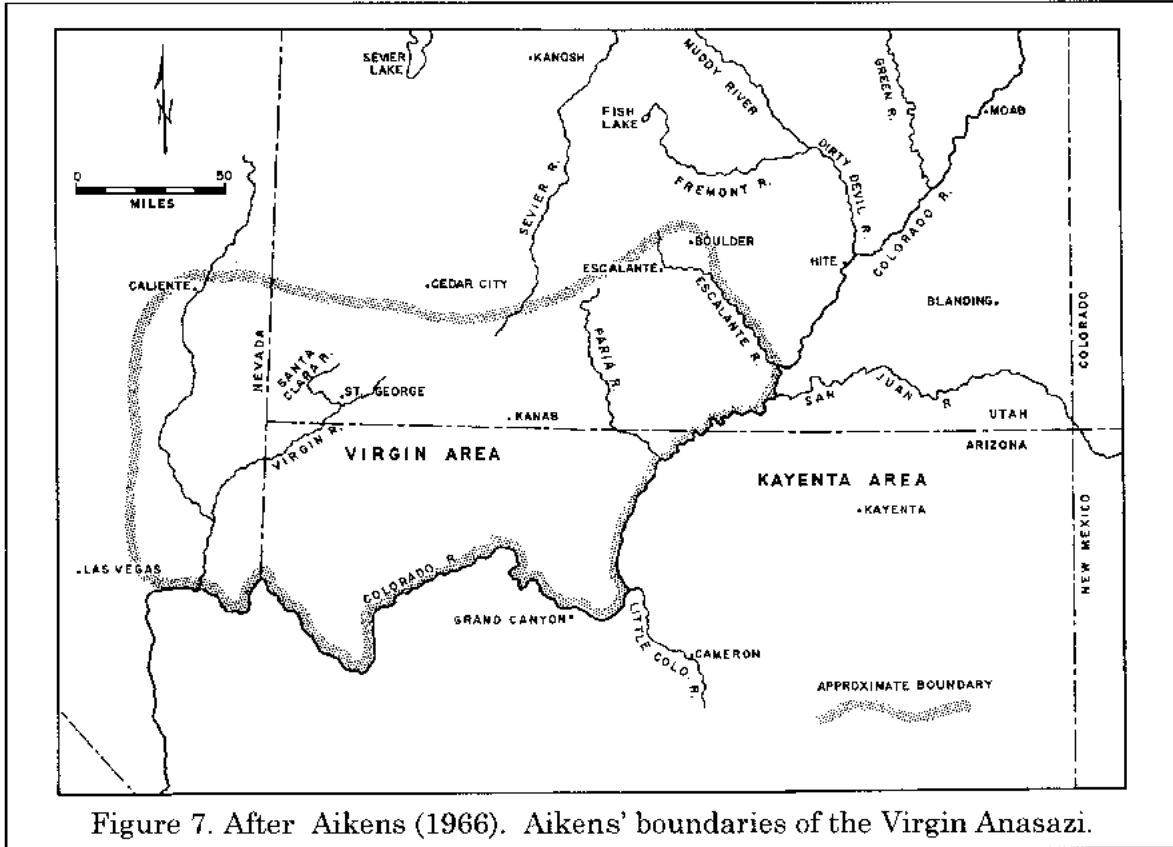 SEVIER
LAKE
KANOSH
MUDDY RIVER
GREEN R.
MOAB
N
FISH
LAKE
DIRTY DEVIL R.
0 50
MILES
SEVIER R.
FREMONT R.
COLORADO R.
BOULDER
HITE
CALIENTE
CEDAR CITY
ESCALANTE
ESCALANTE R.
BLANDING
COLORADO
NEVADA
PARIA R.
SANTA
CLARA R.
ST. GEORGE
SAN JUAN R
KANAB
UTAH
ARIZONA
VIRGIN R.
VIRGIN AREA
KAYENTA AREA
KAYENTA
NEW MEXICO
LAS VEGAS
COLORADO R.
GRAND CANYON
LITTLE COLO. R.
CAMERON
APPROXIMATE BOUNDARY
Figure 7. After Aikens (1966). Aikens' boundaries of the Virgin Anasazi.